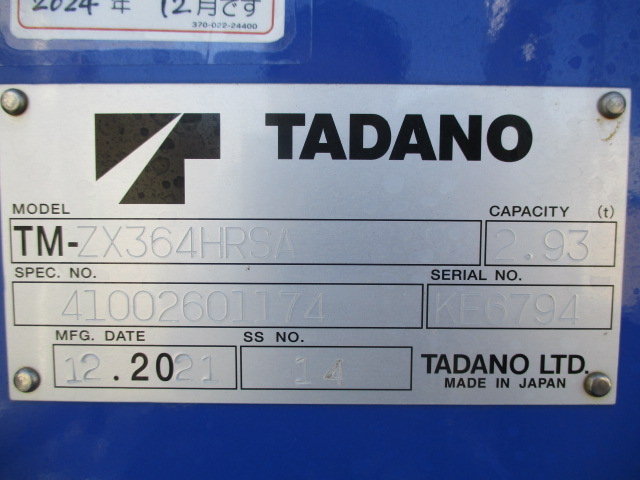 2024年 12月です
370-022-24400
TADANO
MODEL
TM-ZX364HRSA
CAPACITY (t)
2.93
SPEC. NO.
41002601174
SERIAL NO.
KF6794
MFG. DATE
12.2021
SS NO.
14
TADANO LTD.
MADE IN JAPAN